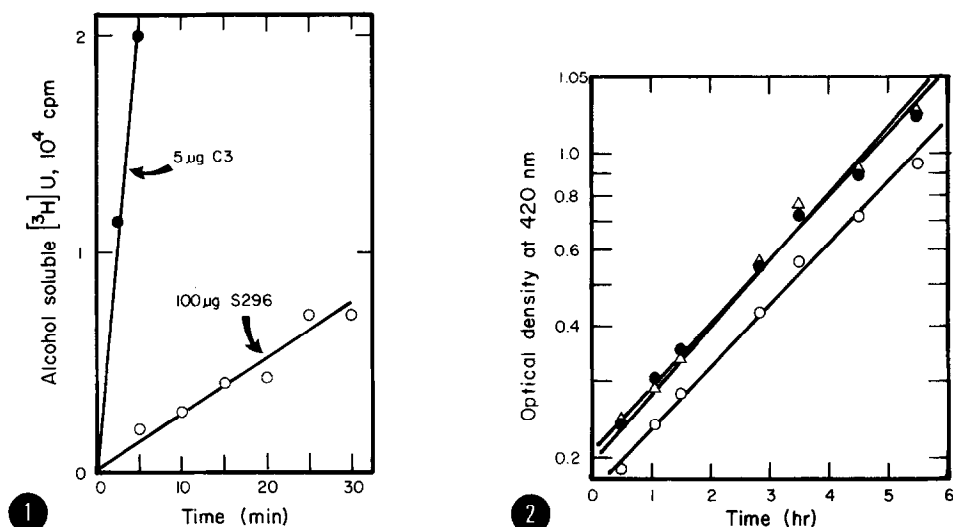 2
1
0
Alcohol soluble [³H] U, 10⁴ cpm
5 µg C3
100 µg S296
0 10 20 30
Time (min)
1
1.05
1.0
0.8
0.6
0.4
0.2
Optical density at 420 nm
0 1 2 3 4 5 6
Time (hr)
2